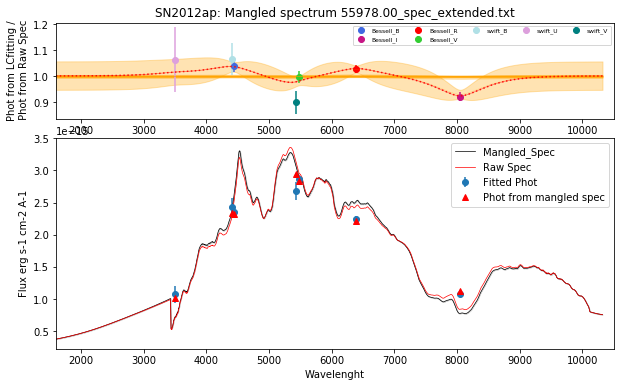 SN2012ap: Mangled spectrum 55978.00_spec_extended.txt
Phot from LCfitting /
Phot from Raw Spec
1.2
1.1
1.0
0.9
Bessell_B
Bessell_I
Bessell_R
Bessell_V
swift_B
swift_U
swift_V
2000 3000 4000 5000 6000 7000 8000 9000 10000
Flux erg s-1 cm-2 A-1
3.5
3.0
2.5
2.0
1.5
1.0
0.5
Mangled_Spec
Raw Spec
Fitted Phot
Phot from mangled spec
2000 3000 4000 5000 6000 7000 8000 9000 10000
Wavelenght